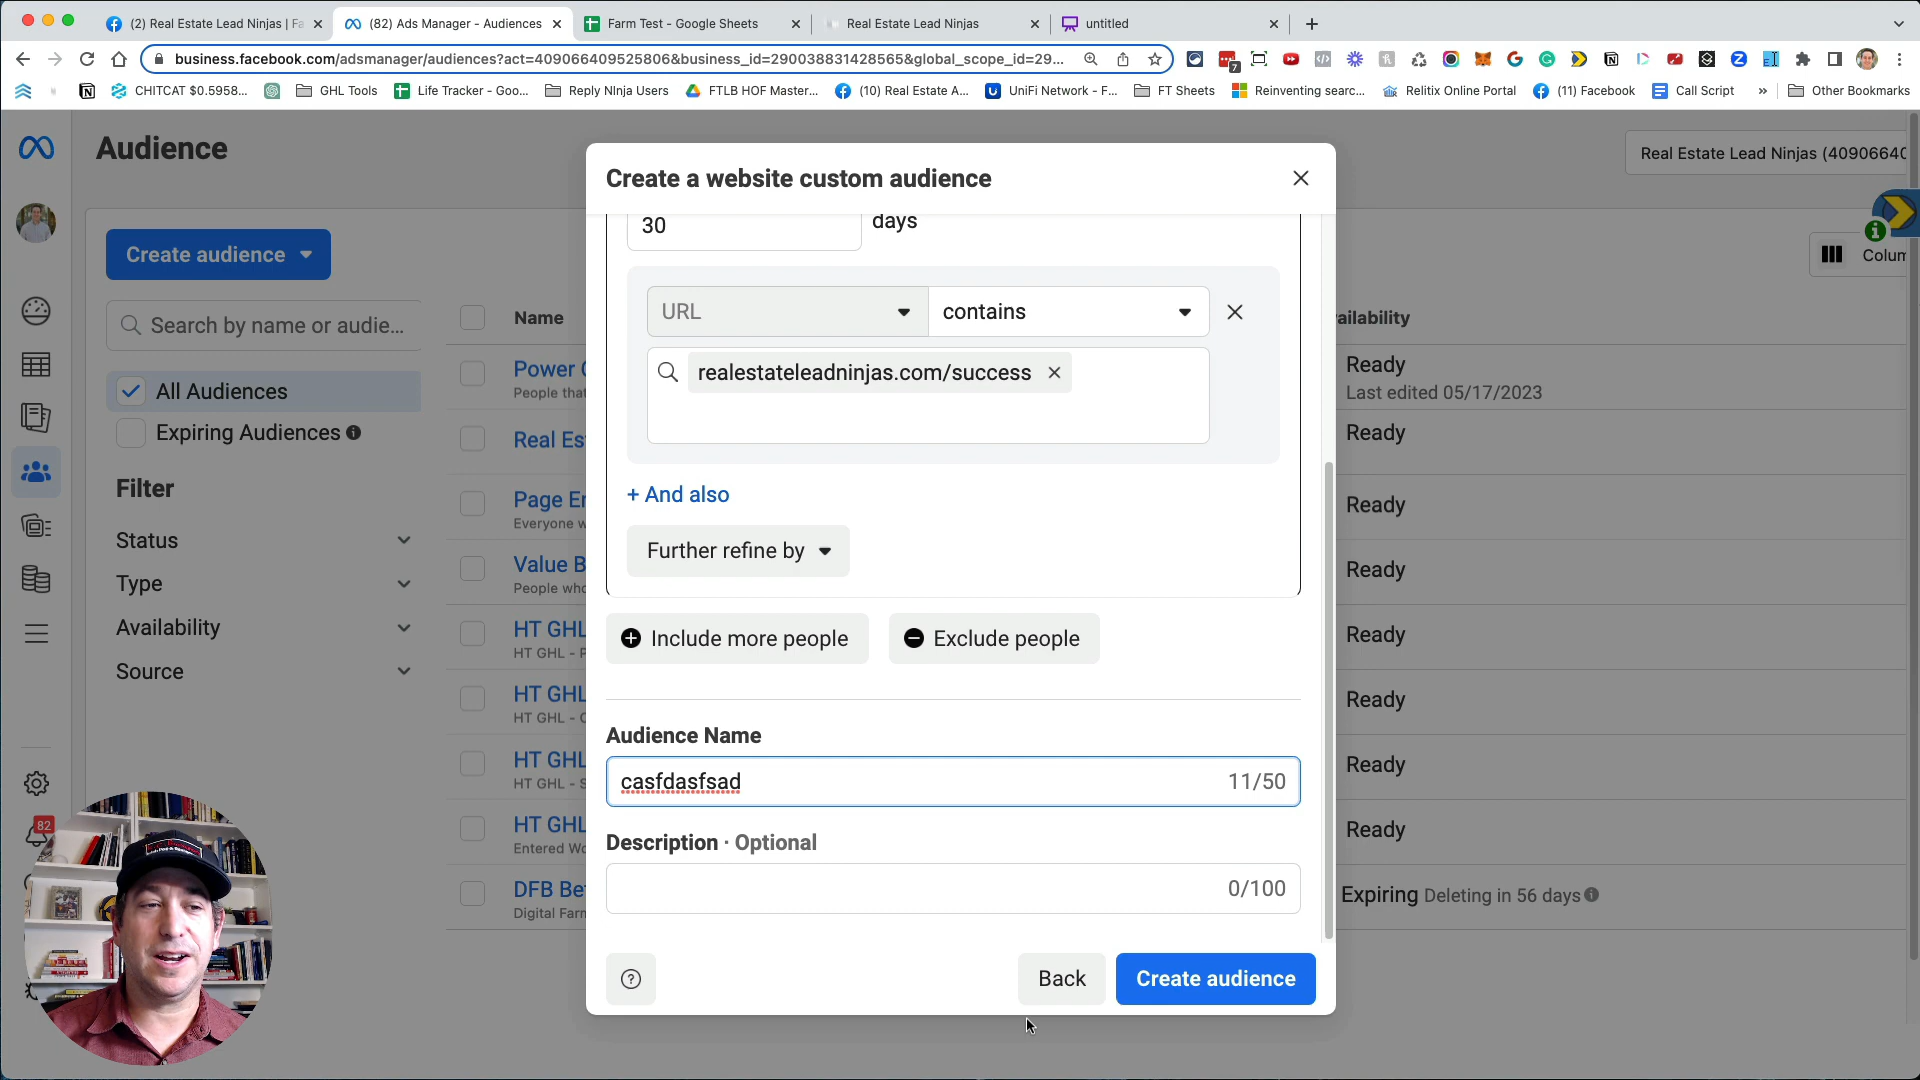 (2) Real Estate Lead Ninjas | Fa
(82) Ads Manager - Audiences
Farm Test - Google Sheets
Real Estate Lead Ninjas
untitled
business.facebook.com/adsmanager/audiences?act=409066409525806&business_id=290038831428565&global_scope_id=29...
7
CHITCAT $0.5958...
GHL Tools
Life Tracker - Goo...
Reply NInja Users
FTLB HOF Master...
(10) Real Estate A...
UniFi Network - F...
FT Sheets
Reinventing searc...
Relitix Online Portal
(11) Facebook
Call Script
»
Other Bookmarks
Audience
Real Estate Lead Ninjas (4090664
Create audience
Colum
Search by name or audie...
All Audiences
Expiring Audiences
Filter
Status
Type
Availability
Source
82
Name
ailability
Power
People that
Ready
Last edited 05/17/2023
Real Es
Ready
Page En
Everyone w
Ready
Value B
People who
Ready
HT GHL
HT GHL - P
Ready
HT GHL
HT GHL - C
Ready
HT GHL
HT GHL - S
Ready
HT GHL
Entered Wo
Ready
DFB Be
Digital Farm
Expiring Deleting in 56 days
Create a website custom audience
30
days
URL
contains
realestateleadninjas.com/success
+ And also
Further refine by
Include more people
Exclude people
Audience Name
casfdasfsad
11/50
Description · Optional
0/100
Back
Create audience